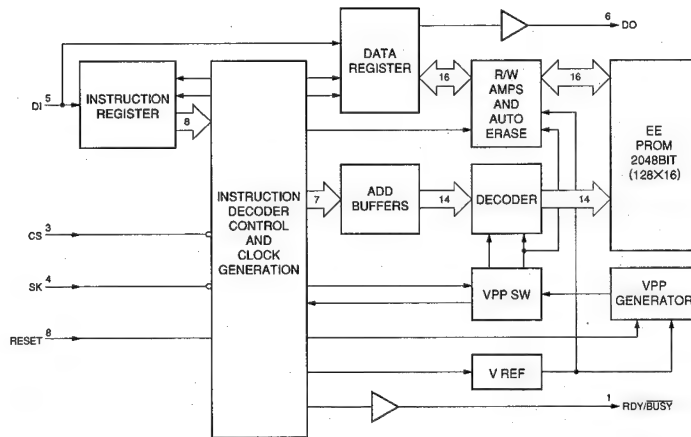 6
DO
DATA
REGISTER
5
DI
INSTRUCTION
REGISTER
8
16
R/W
AMPS
AND
AUTO
ERASE
16
EE
PROM
2048BIT
(128×16)
INSTRUCTION
DECODER
CONTROL
AND
CLOCK
GENERATION
7
ADD
BUFFERS
14
DECODER
14
3
CS
4
SK
8
RESET
VPP SW
VPP
GENERATOR
V REF
1
RDY/BUSY